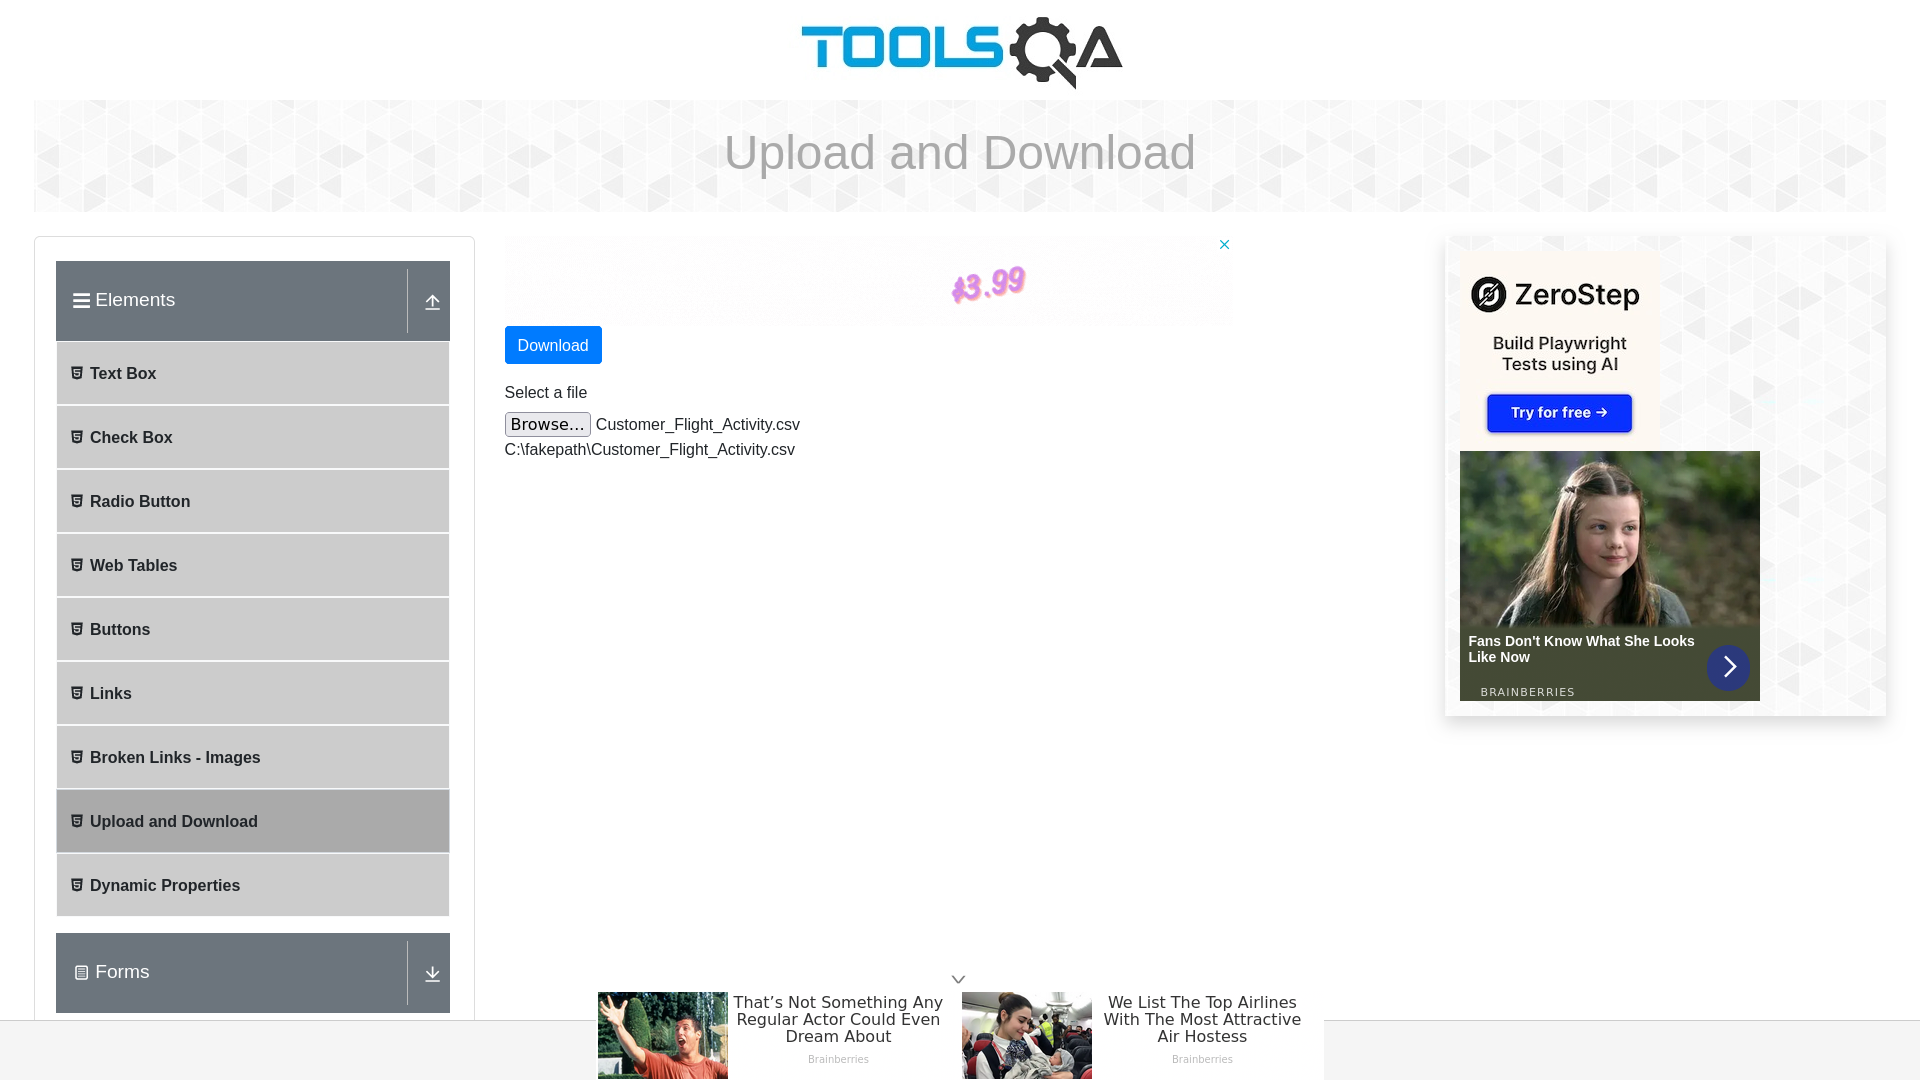 TOOLSQA
Upload and Download
Elements
Text Box
Check Box
Radio Button
Web Tables
Buttons
Links
Broken Links - Images
Upload and Download
Dynamic Properties
Forms
$3.99
Download
Select a file
Browse... Customer_Flight_Activity.csv
C:\fakepath\Customer_Flight_Activity.csv
ZeroStep
Build Playwright
Tests using AI
Try for free →
Fans Don't Know What She Looks
Like Now
BRAINBERRIES
That’s Not Something Any
Regular Actor Could Even
Dream About
Brainberries
We List The Top Airlines
With The Most Attractive
Air Hostess
Brainberries